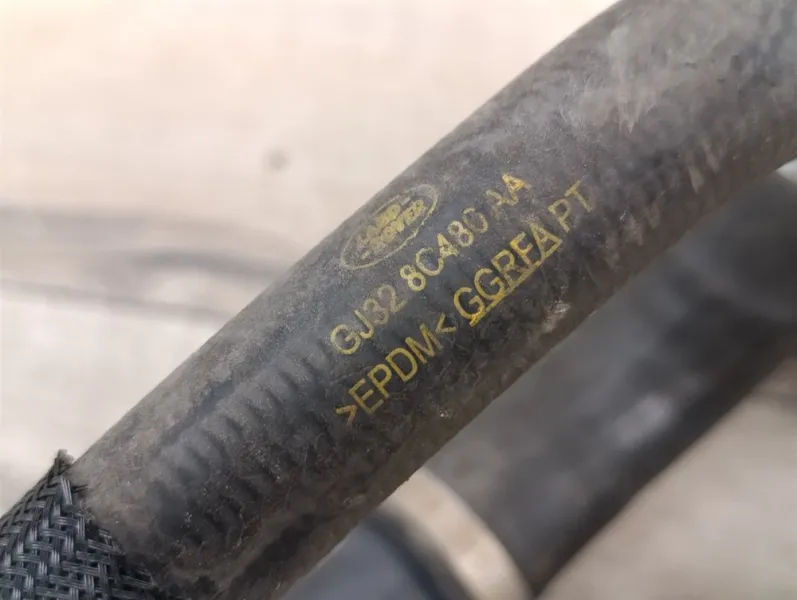 LAND
ROVER
GJ32 8C480 AA
>EPDM< GGRFA PT